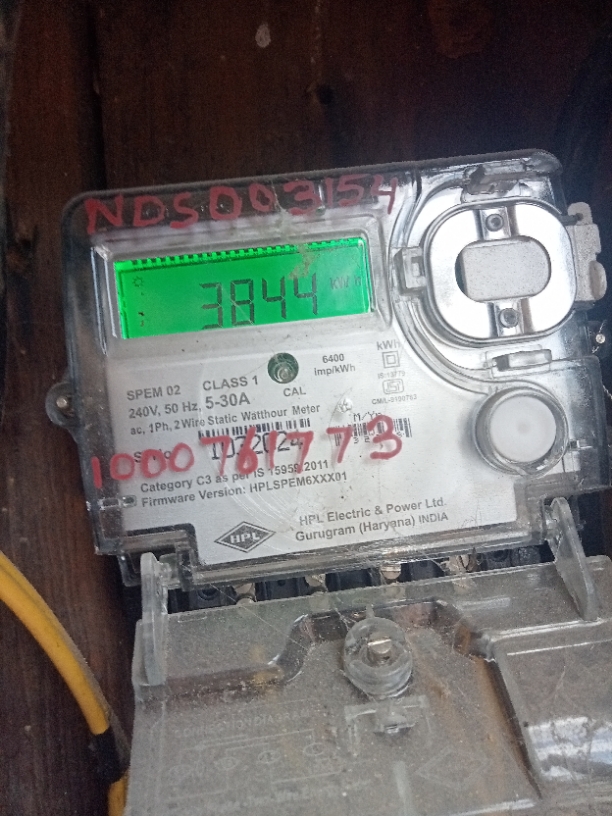 NDS003154
3844 kWh
kWh
6400
imp/kWh
SPEM 02 CLASS 1
CAL
240V, 50 Hz, 5-30A
ac, 1Ph, 2 Wire Static Watthour Meter
1000761773
Category C3 as per IS 15959:2011
Firmware Version: HPLSPEM6XXX01
HPL
HPL Electric & Power Ltd.
Gurugram (Haryana) INDIA